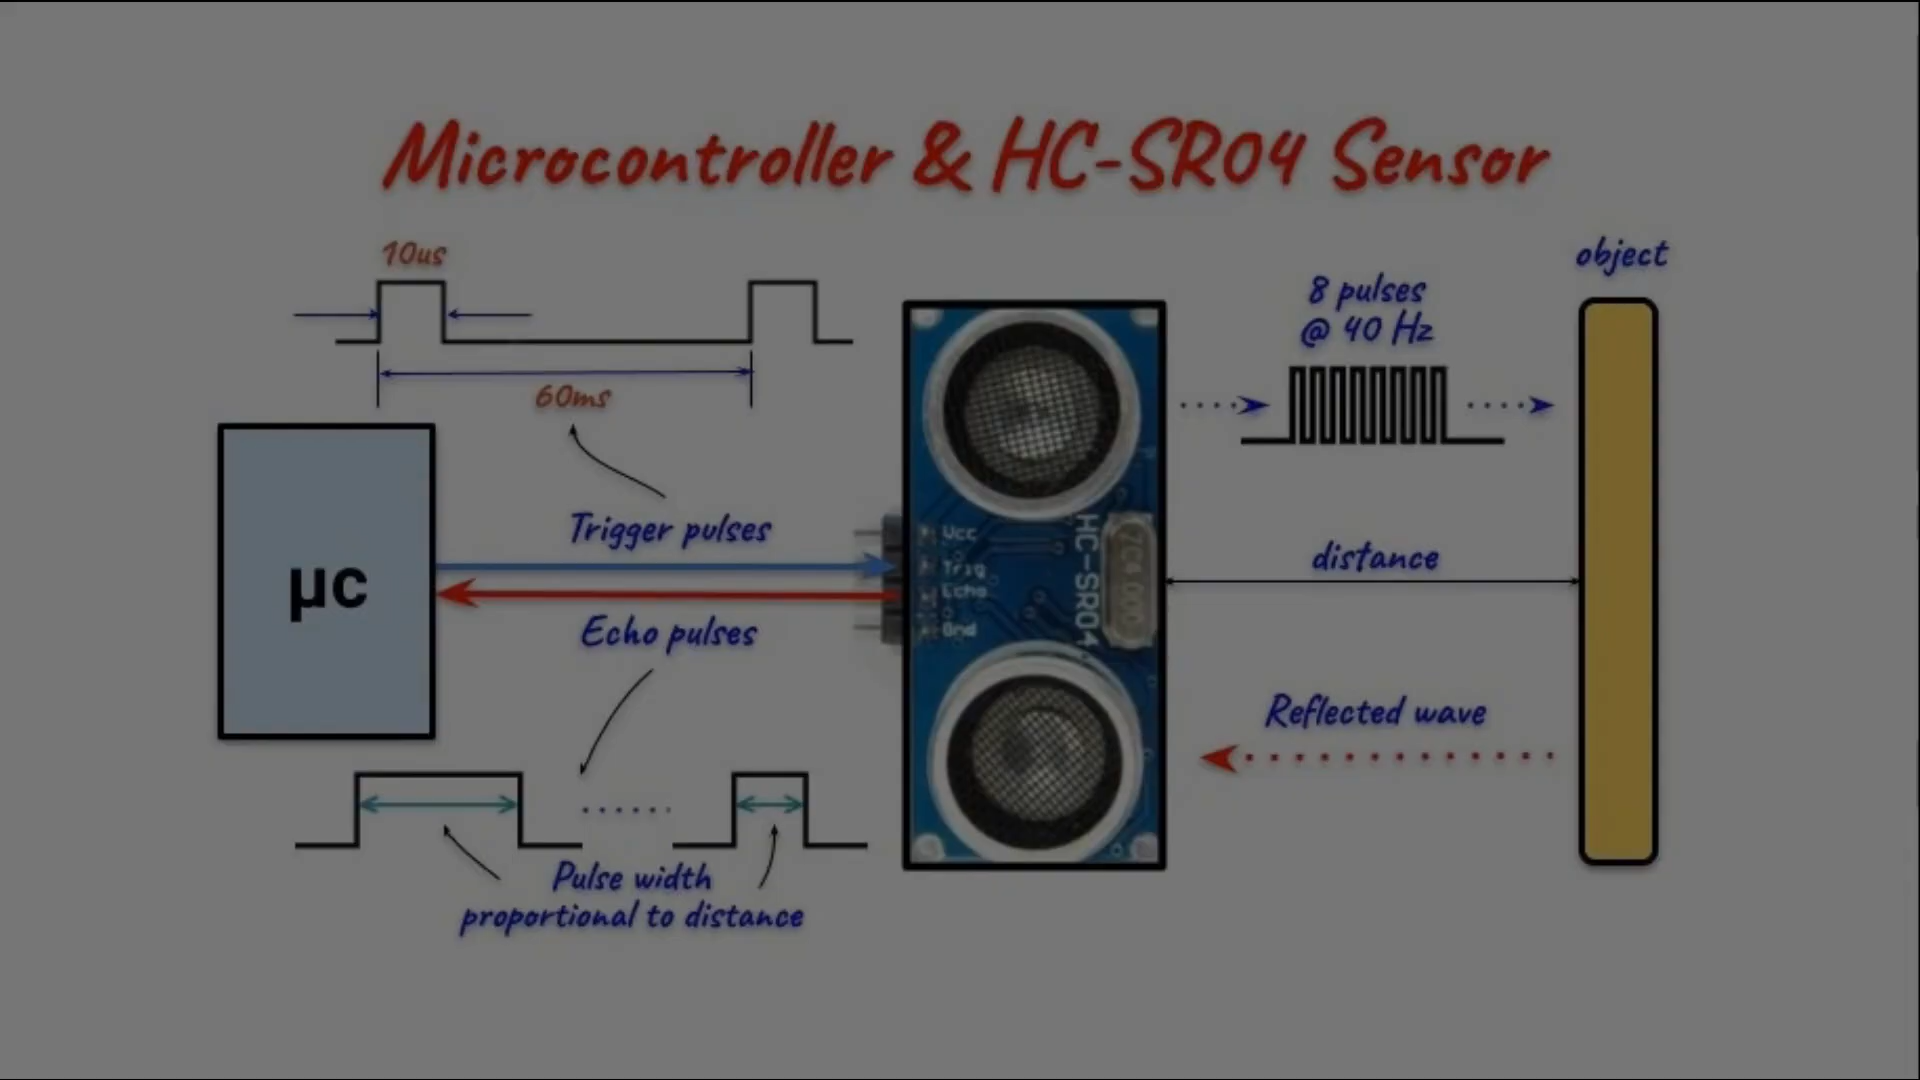 Microcontroller & HC-SR04 Sensor
10us
60ms
object
8 pulses
@ 40 Hz
Trigger pulses
µc
Echo pulses
Vcc
Trig
Echo
Gnd
HC-SR04
distance
Reflected wave
Pulse width
proportional to distance